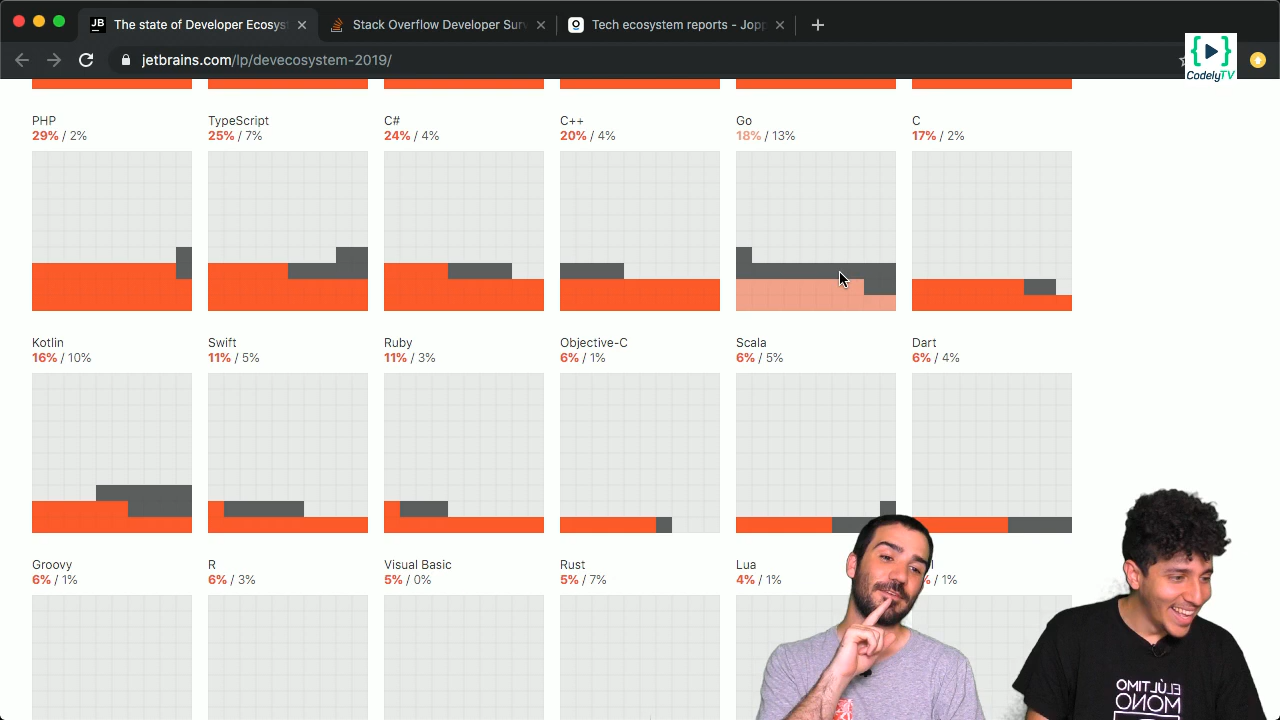 The state of Developer Ecosys
Stack Overflow Developer Surv
Tech ecosystem reports - Jopp
jetbrains.com/lp/devecosystem-2019/
CodelyTV
PHP
29% / 2%
TypeScript
25% / 7%
C#
24% / 4%
C++
20% / 4%
Go
18% / 13%
C
17% / 2%
Kotlin
16% / 10%
Swift
11% / 5%
Ruby
11% / 3%
Objective-C
6% / 1%
Scala
6% / 5%
Dart
6% / 4%
Groovy
6% / 1%
R
6% / 3%
Visual Basic
5% / 0%
Rust
5% / 7%
Lua
4% / 1%
/ 1%
EL ÚLTIMO
MONO